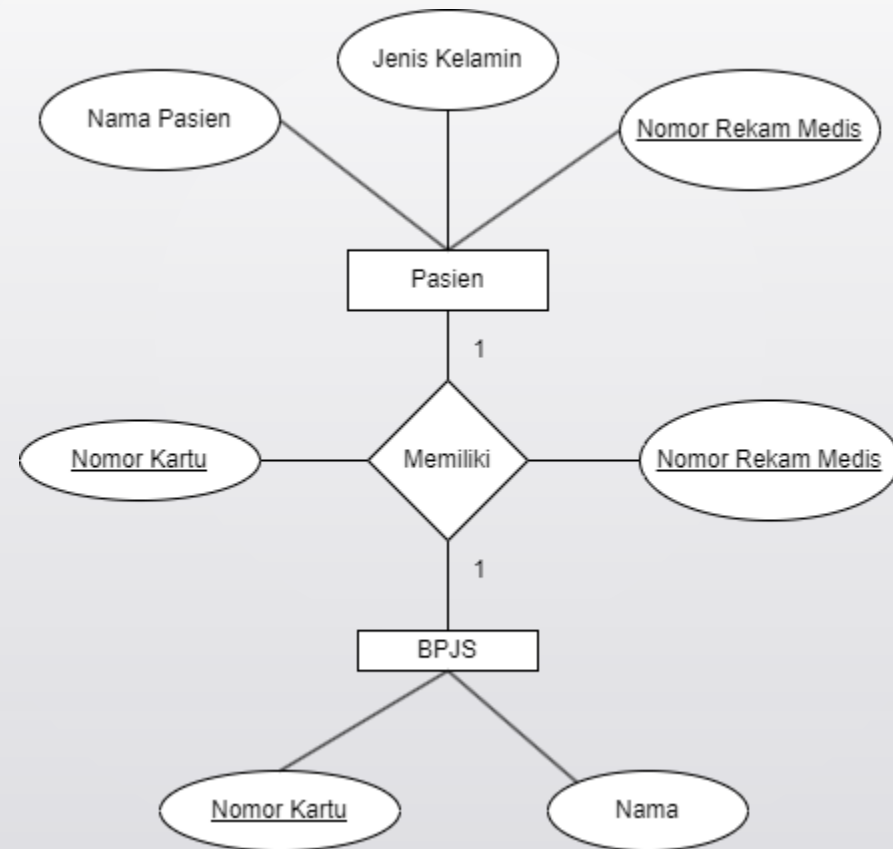 Jenis Kelamin
Nama Pasien
Nomor Rekam Medis
Pasien
1
Nomor Kartu
Memiliki
Nomor Rekam Medis
1
BPJS
Nomor Kartu
Nama